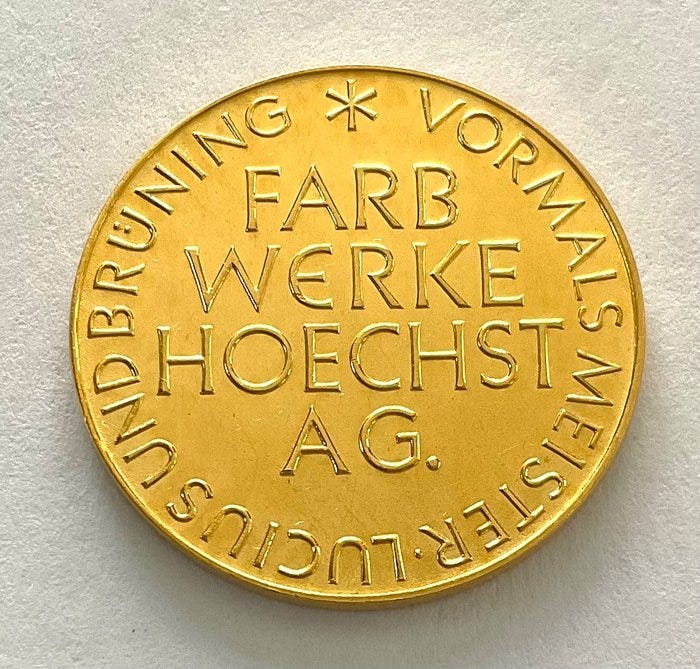 FARB
WERKE
HOECHST
AG.
* VORMALS MEISTER · LUCIUS UND BRÜNING